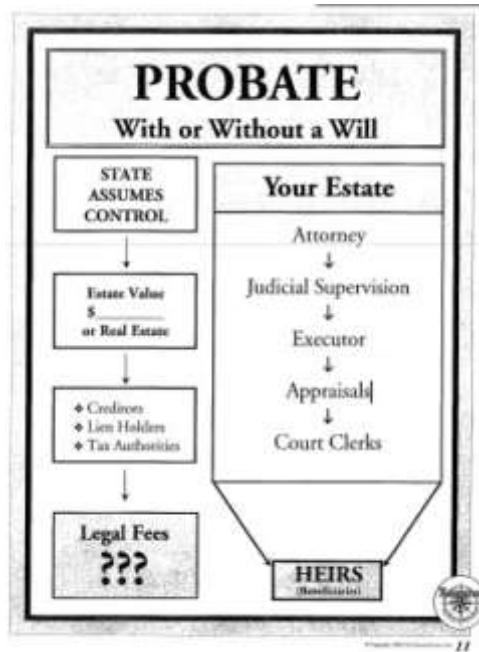 PROBATE
With or Without a Will
STATE
ASSUMES
CONTROL
Estate Value
$
or Real Estate
Creditors
Lien Holders
Tax Authorities
Legal Fees
???
Your Estate
Attorney
Judicial Supervision
Executor
Appraisals
Court Clerks
HEIRS
(Beneficiaries)
11